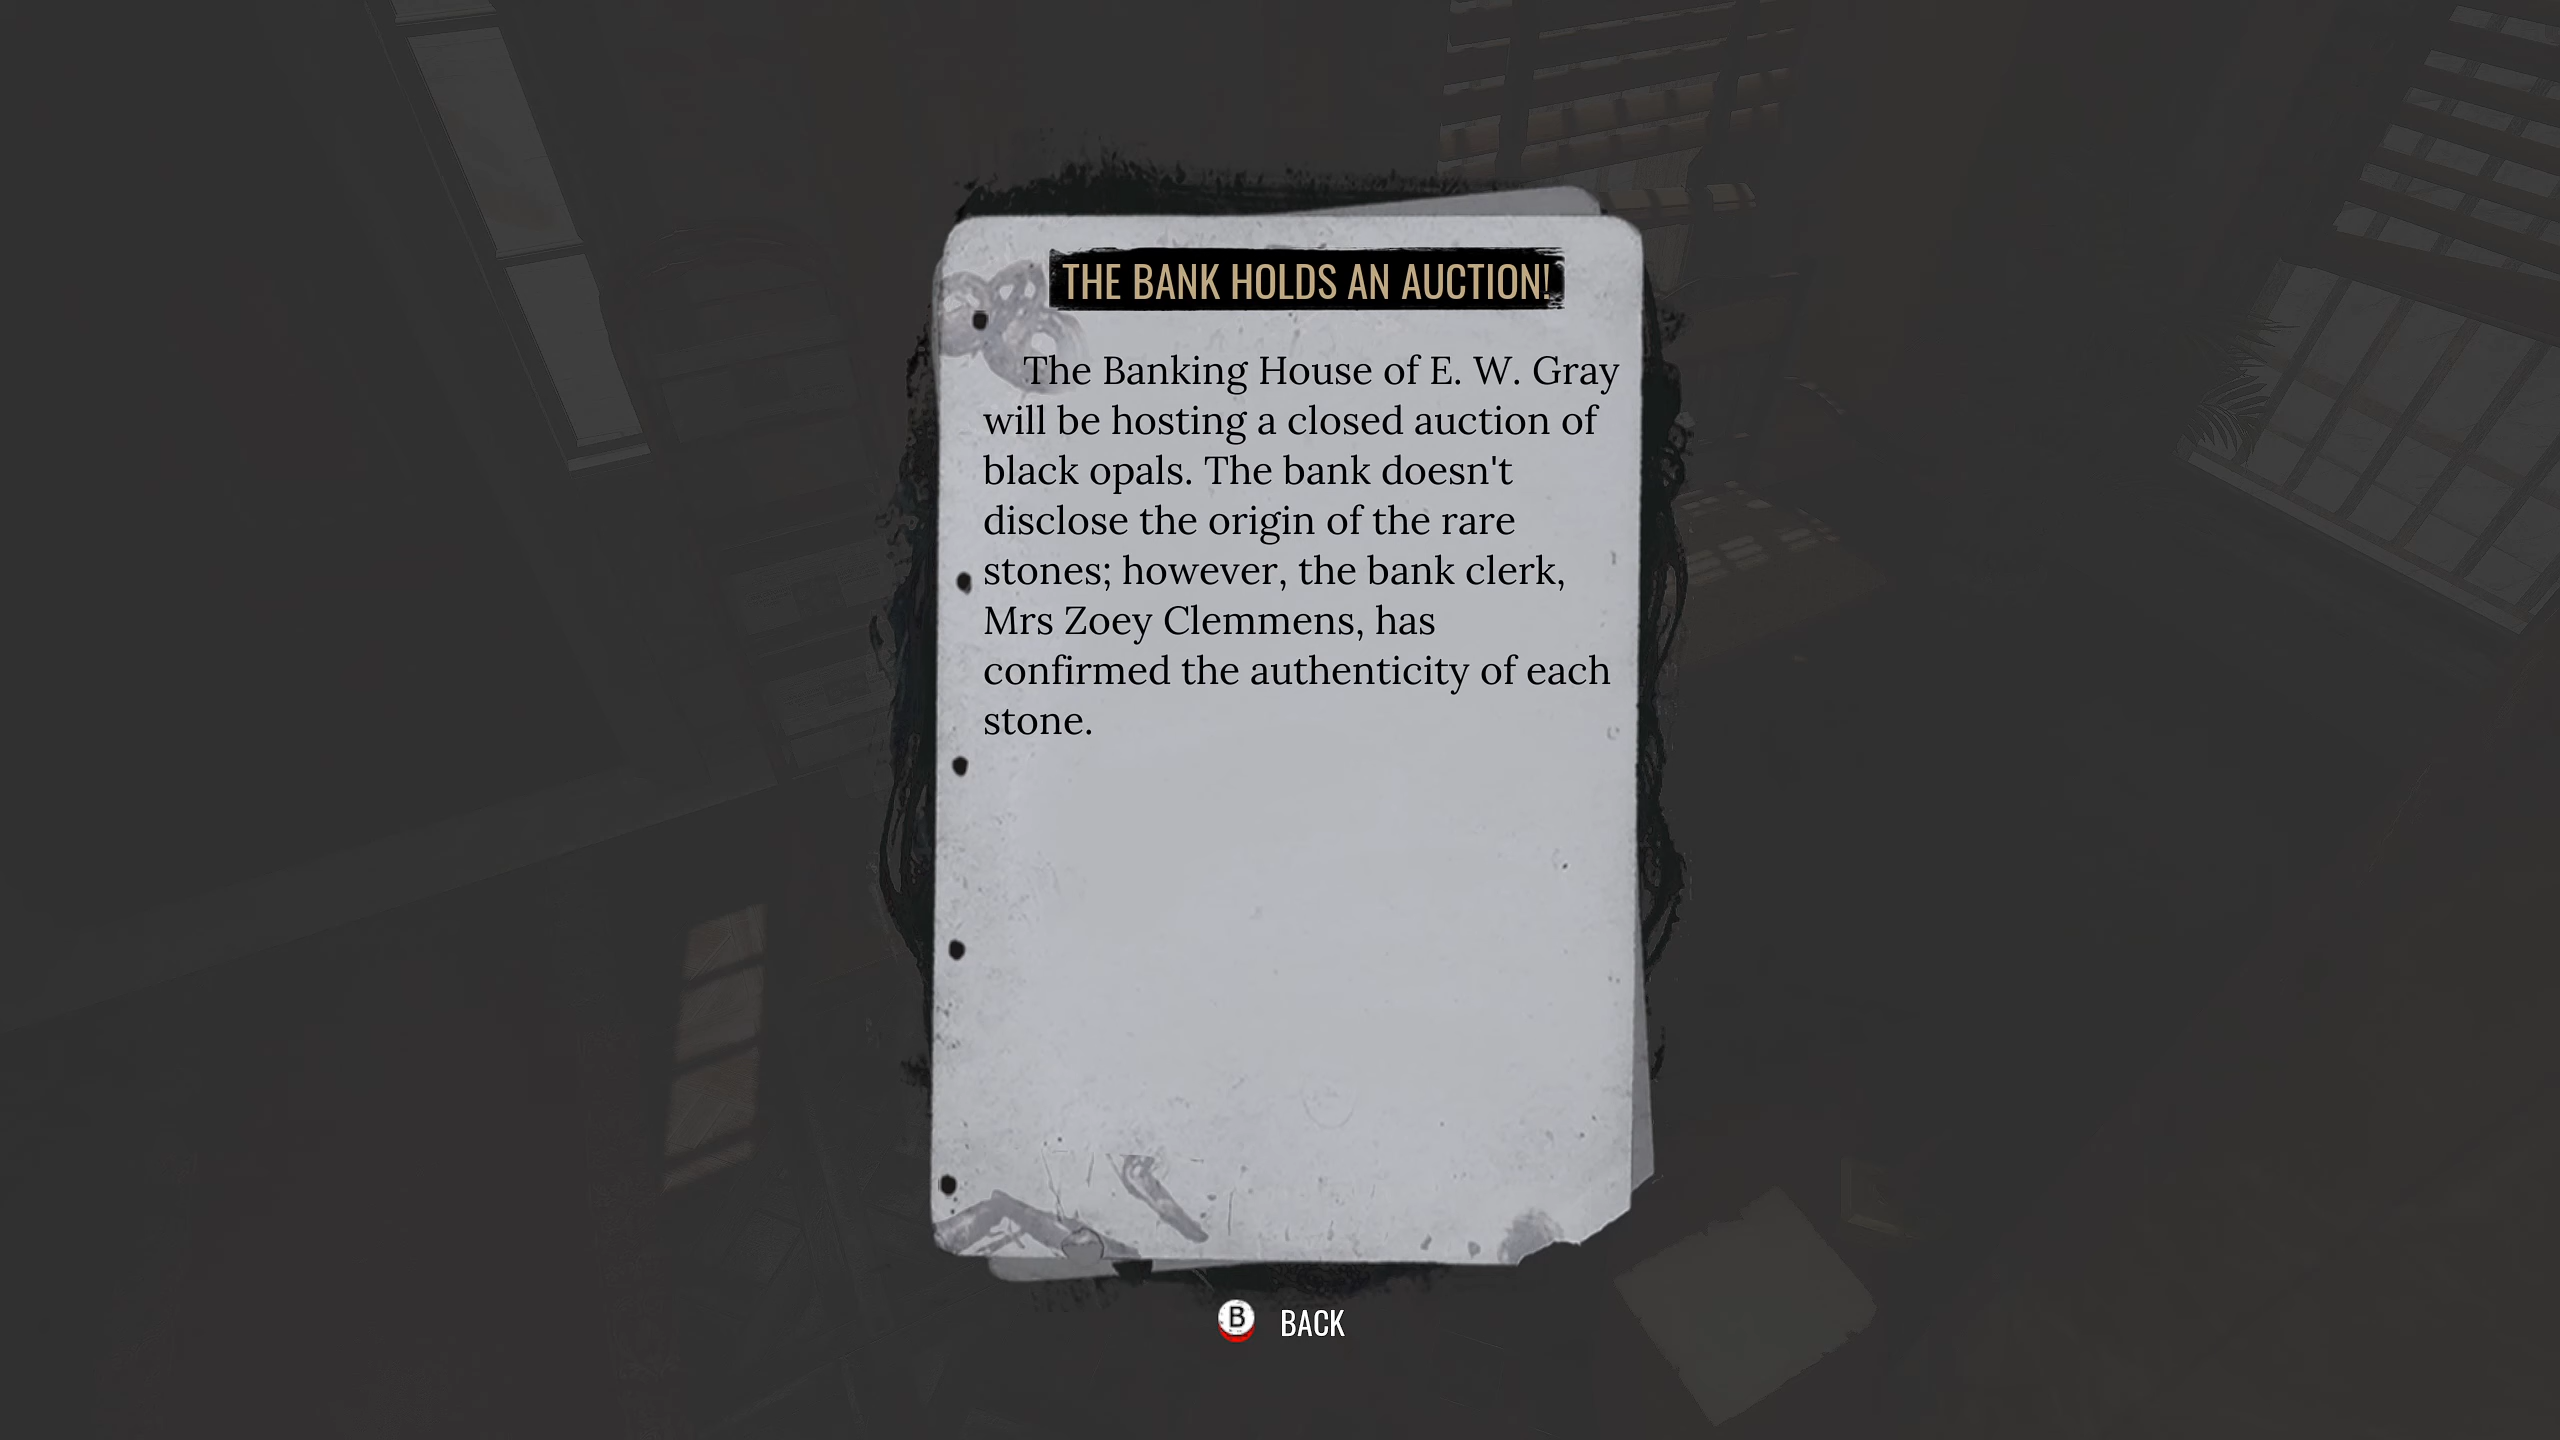 THE BANK HOLDS AN AUCTION!
The Banking House of E. W. Gray
will be hosting a closed auction of
black opals. The bank doesn't
disclose the origin of the rare
stones; however, the bank clerk,
Mrs Zoey Clemmens, has
confirmed the authenticity of each
stone.
B BACK